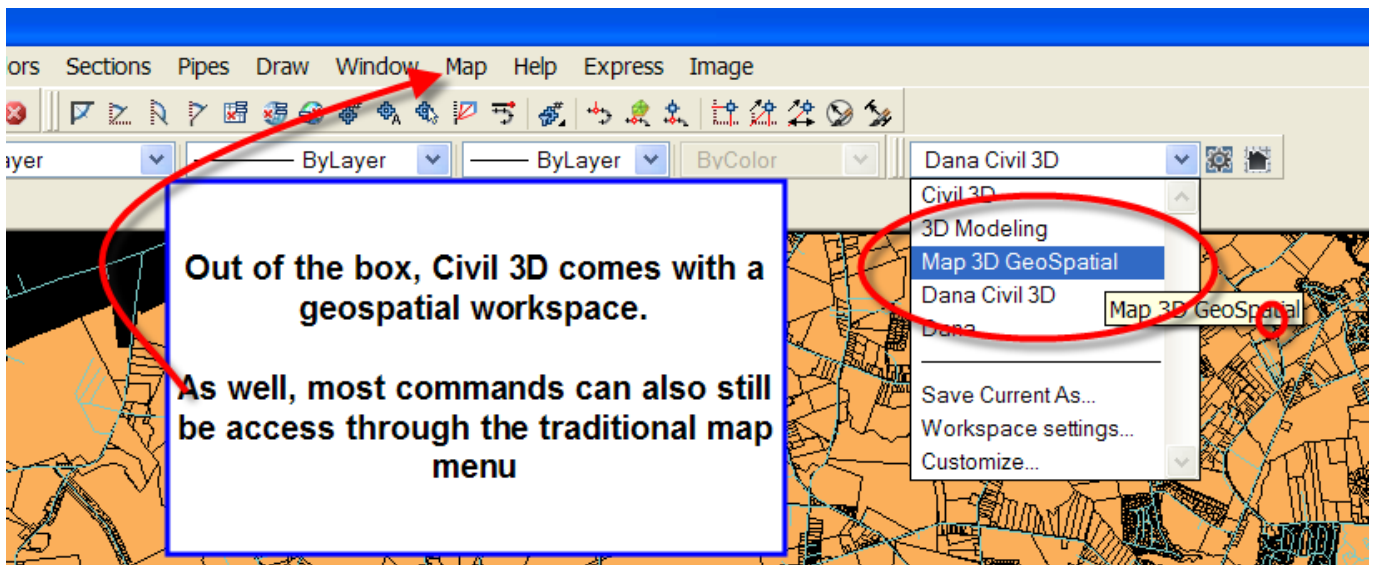 ors Sections Pipes Draw Window Map Help Express Image
ayer ByLayer ByLayer ByColor Dana Civil 3D
Civil 3D
3D Modeling
Map 3D GeoSpatial
Dana Civil 3D
Map 3D GeoSpatial
Dana
Save Current As...
Workspace settings...
Customize...
Out of the box, Civil 3D comes with a
geospatial workspace.
As well, most commands can also still
be access through the traditional map
menu